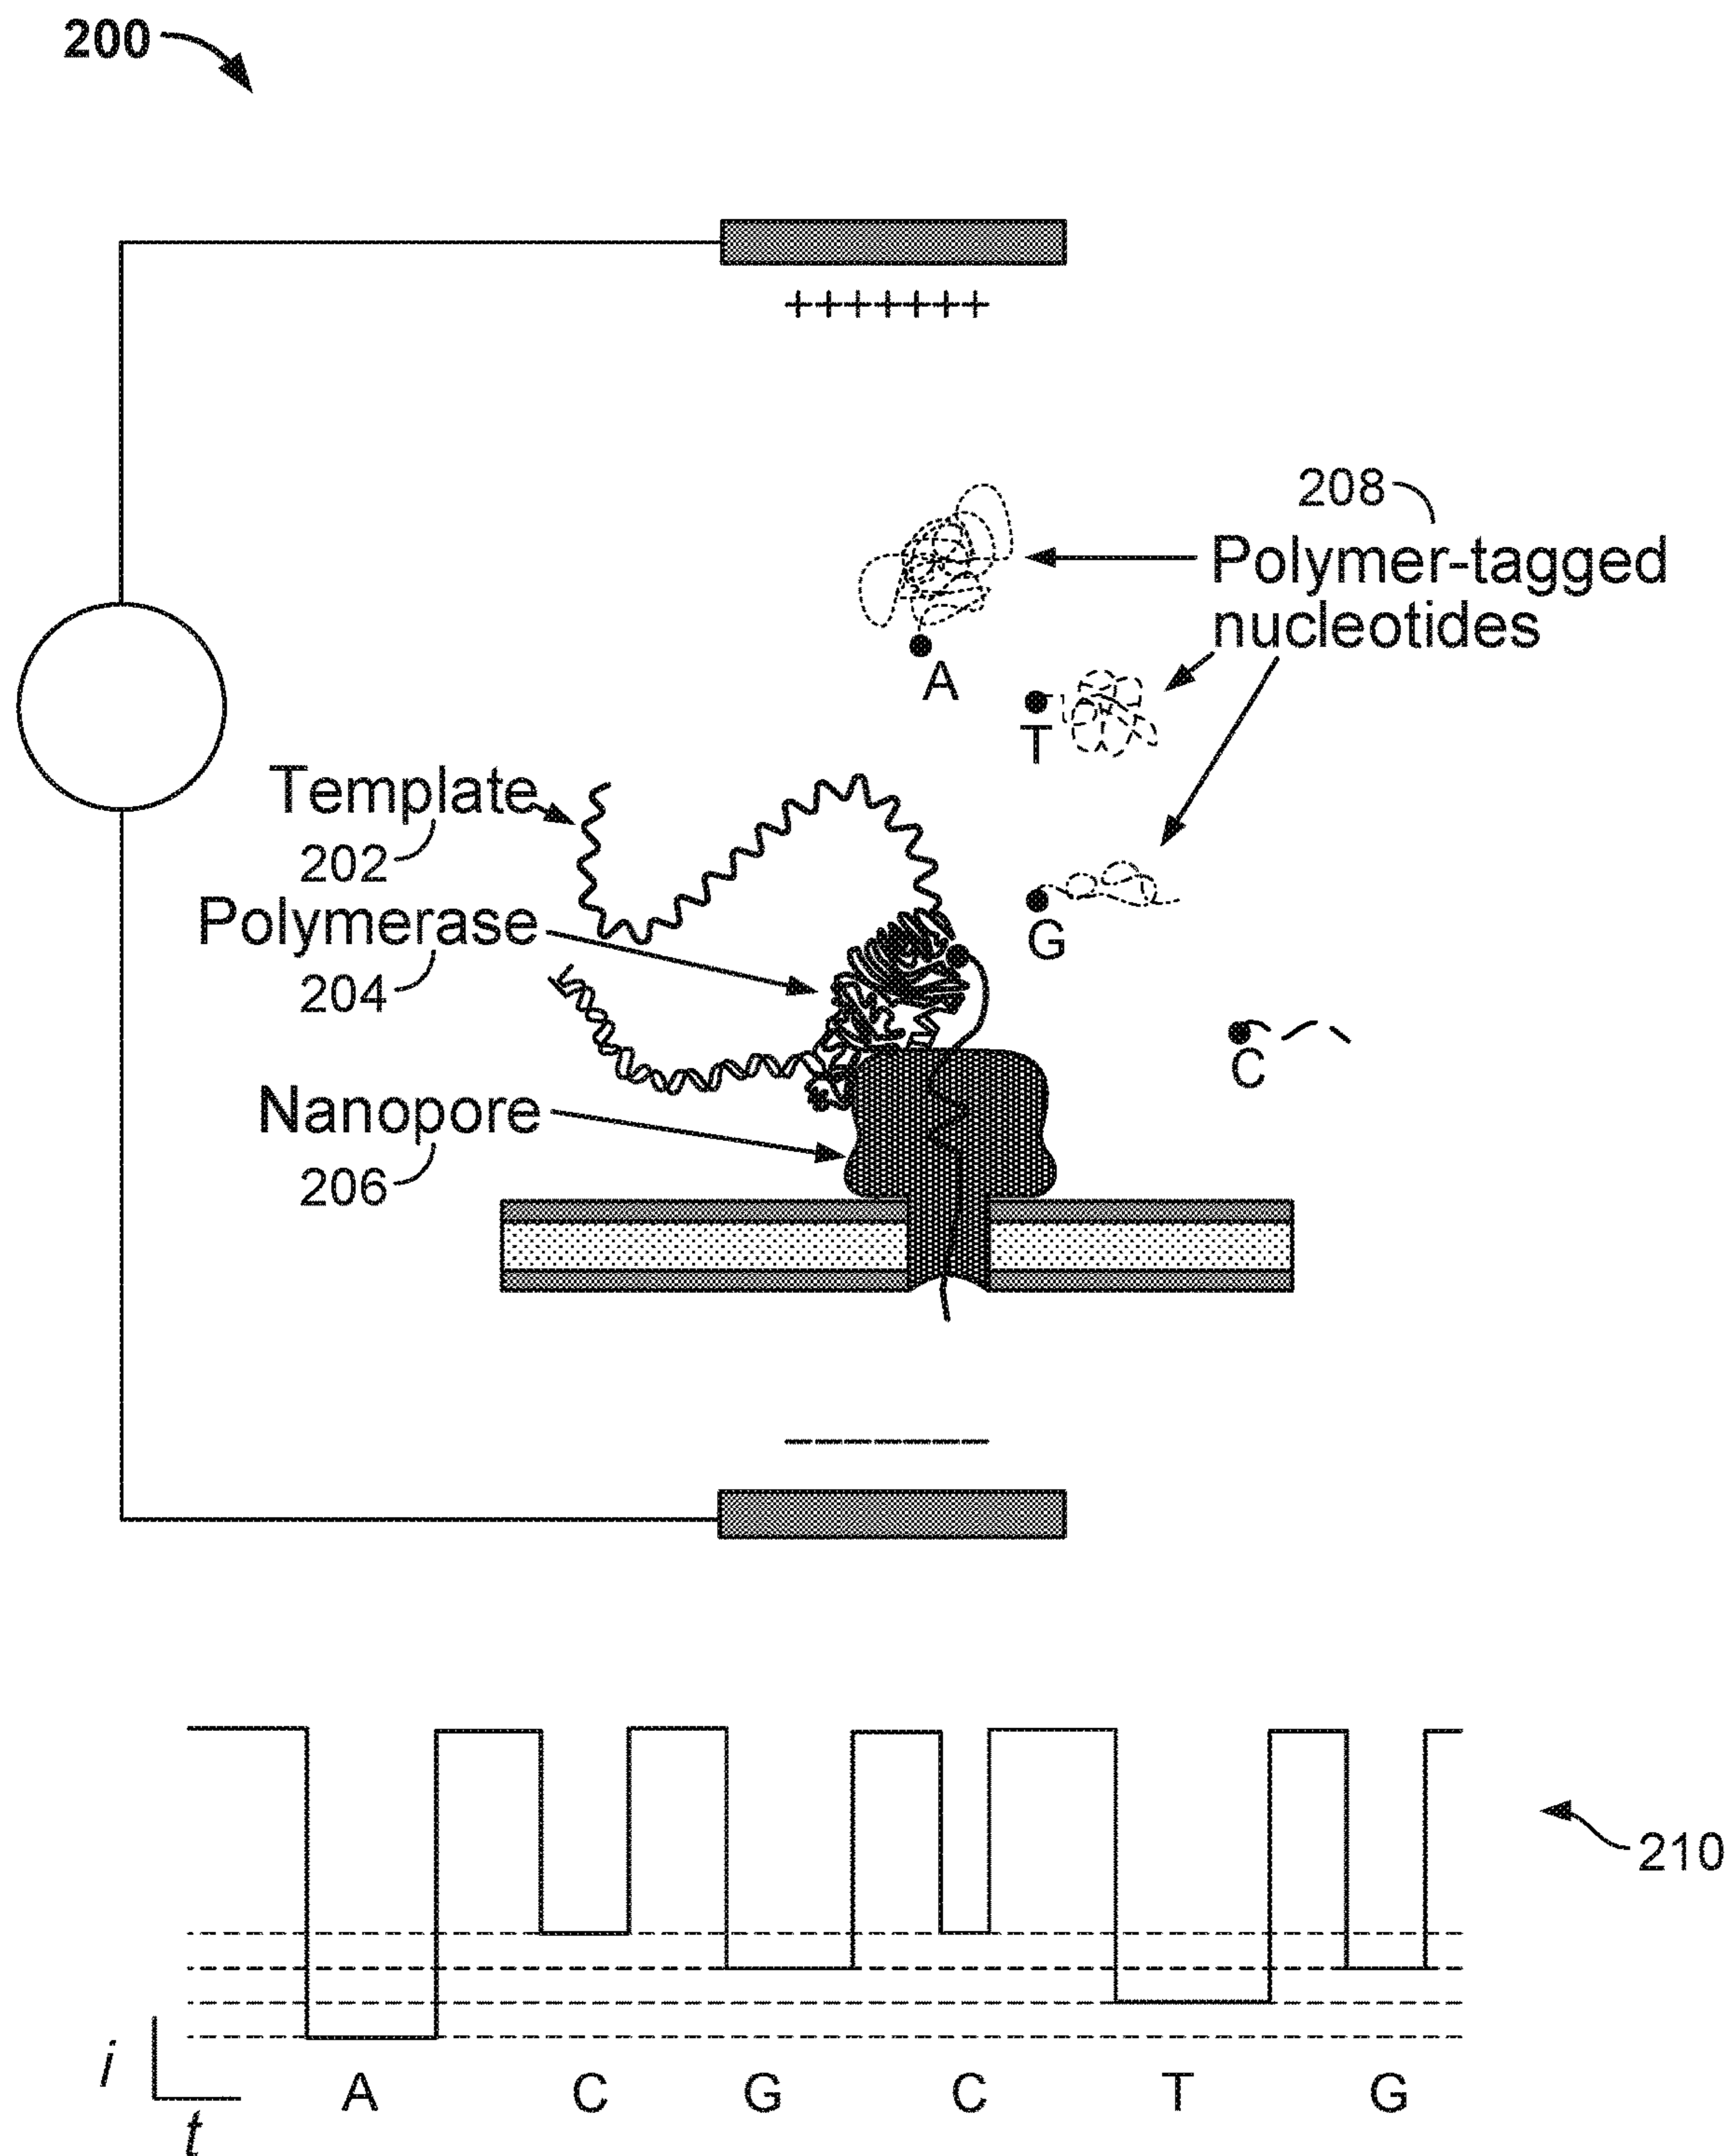 200
+++++++
208
Polymer-tagged
nucleotides
A
T
Template
202
Polymerase
204
G
C
Nanopore
206
-------
210
i
t
A C G C T G